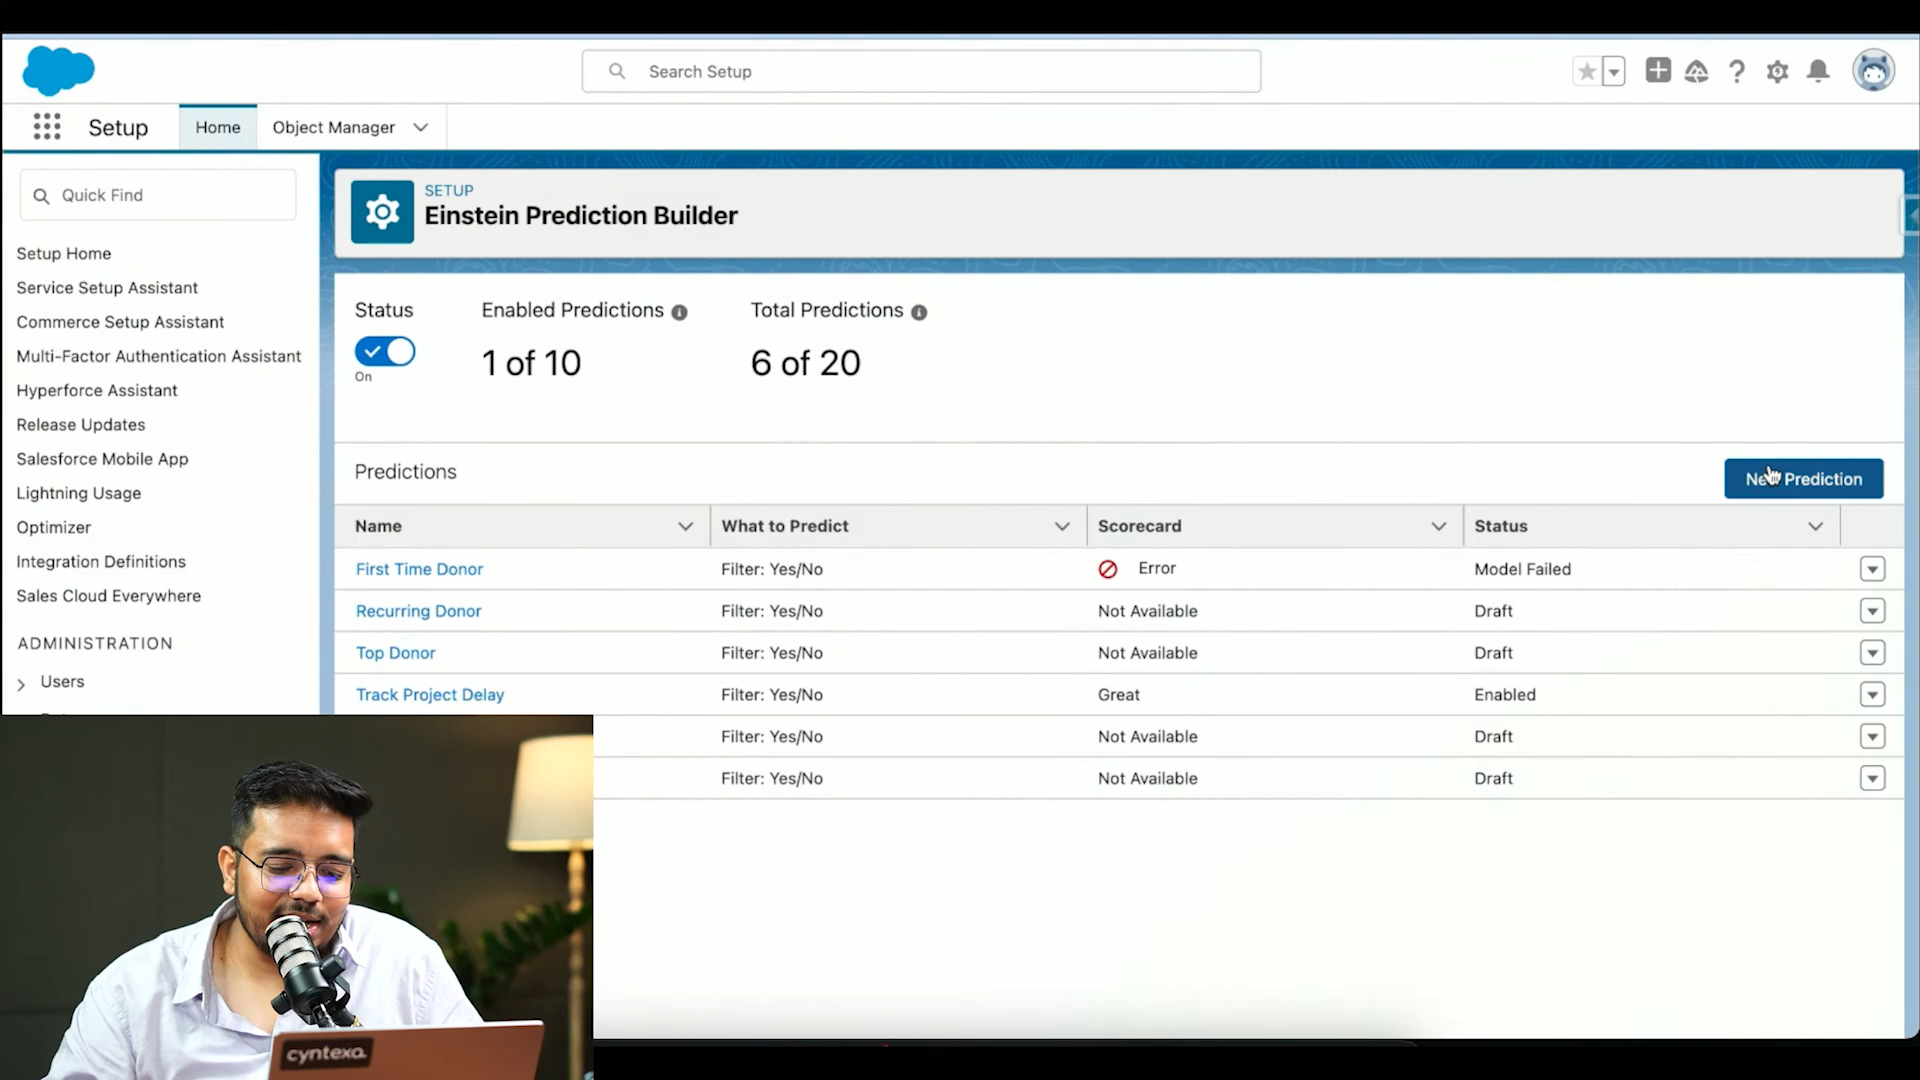 Search Setup
Setup
Home
Object Manager
Quick Find
Setup Home
Service Setup Assistant
Commerce Setup Assistant
Multi-Factor Authentication Assistant
Hyperforce Assistant
Release Updates
Salesforce Mobile App
Lightning Usage
Optimizer
Integration Definitions
Sales Cloud Everywhere
ADMINISTRATION
Users
SETUP
Einstein Prediction Builder
Status
On
Enabled Predictions
1 of 10
Total Predictions
6 of 20
Predictions
New Prediction
Name What to Predict Scorecard Status
First Time Donor Filter: Yes/No Error Model Failed
Recurring Donor Filter: Yes/No Not Available Draft
Top Donor Filter: Yes/No Not Available Draft
Track Project Delay Filter: Yes/No Great Enabled
Filter: Yes/No Not Available Draft
Filter: Yes/No Not Available Draft
cyntexa.